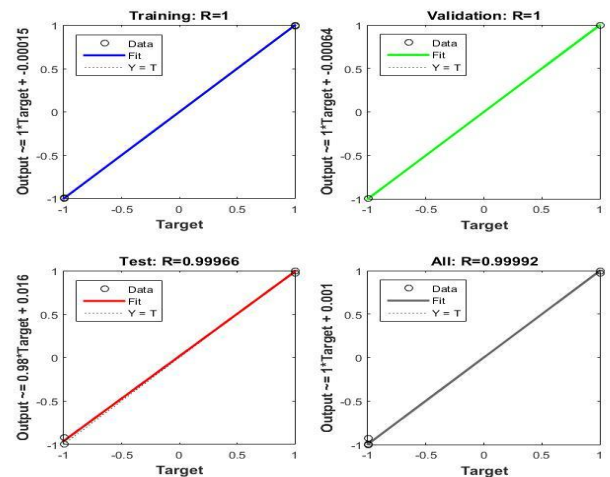 Training: R=1
Output ~= 1*Target + -0.00015
Data
Fit
Y = T
1
0.5
0
-0.5
-1
-1
-0.5
0
0.5
1
Target
Validation: R=1
Output ~= 1*Target + -0.00064
Data
Fit
Y = T
1
0.5
0
-0.5
-1
-1
-0.5
0
0.5
1
Target
Test: R=0.99966
Output ~= 0.98*Target + 0.016
Data
Fit
Y = T
1
0.5
0
-0.5
-1
-1
-0.5
0
0.5
1
Target
All: R=0.99992
Output ~= 1*Target + 0.001
Data
Fit
Y = T
1
0.5
0
-0.5
-1
-1
-0.5
0
0.5
1
Target